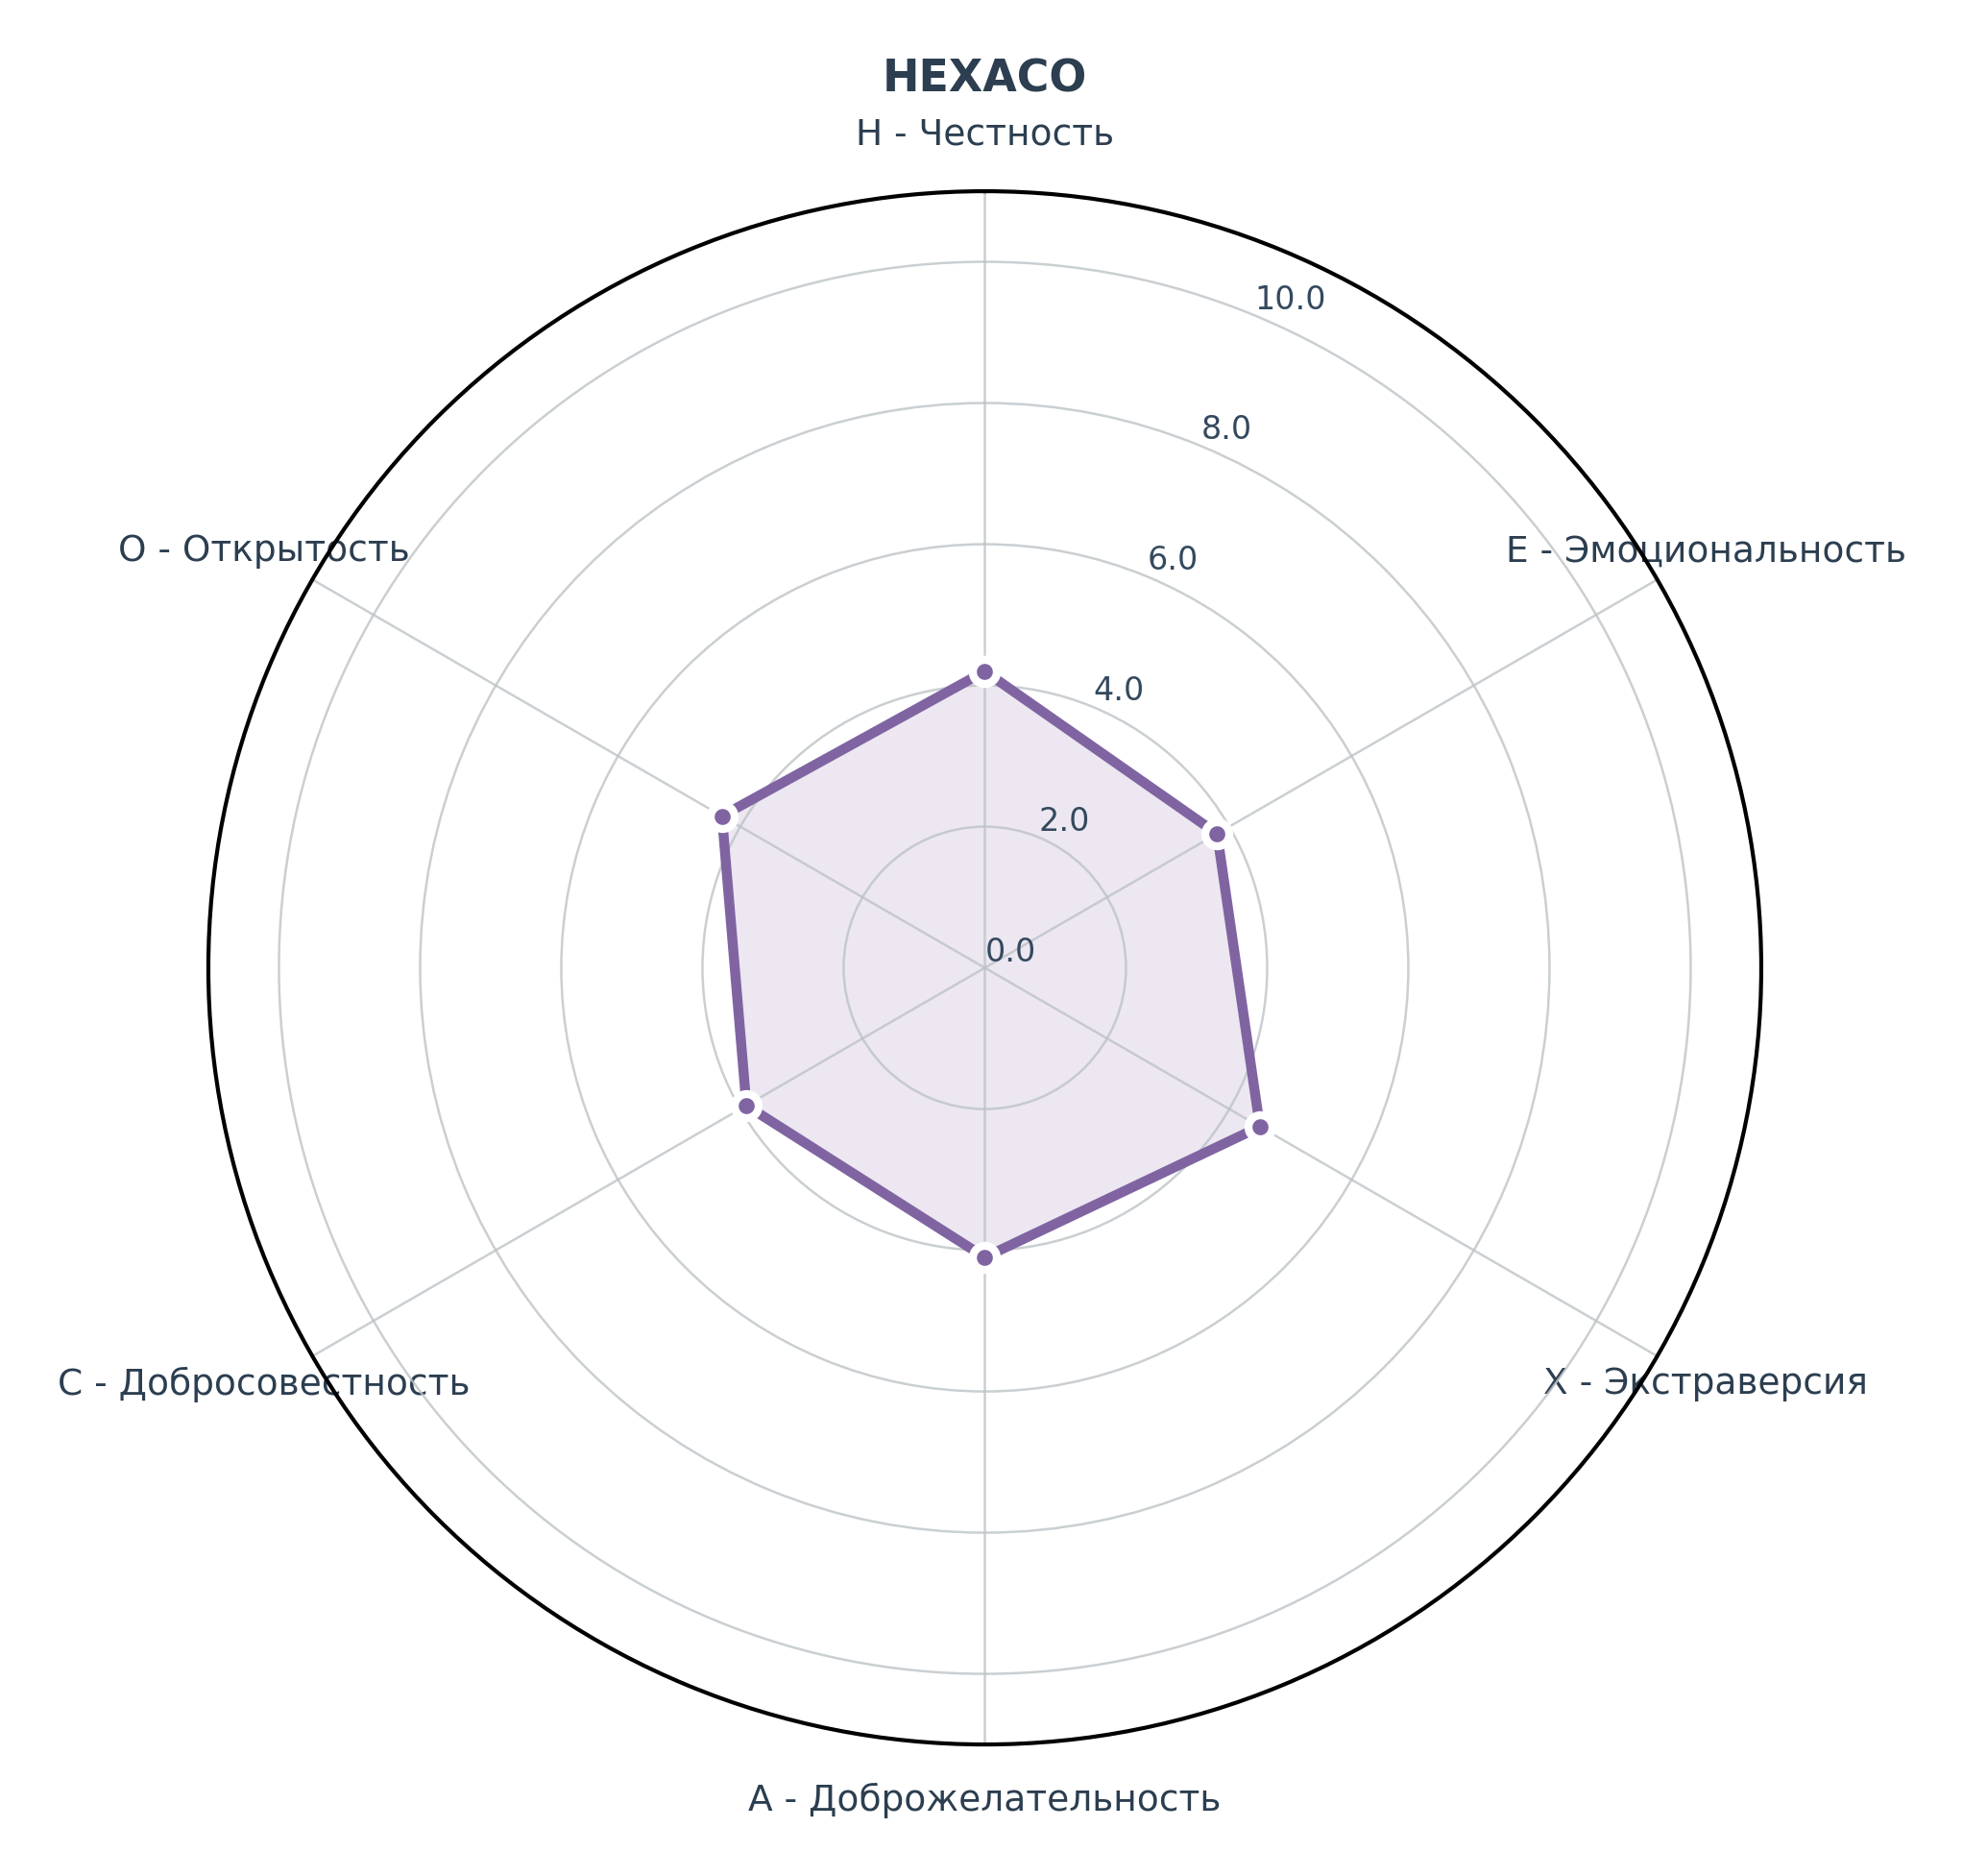 HEXACO
H - Честность
10.0
8.0
O - Открытость
E - Эмоциональность
6.0
4.0
2.0
0.0
C - Добросовестность
X - Экстраверсия
A - Доброжелательность